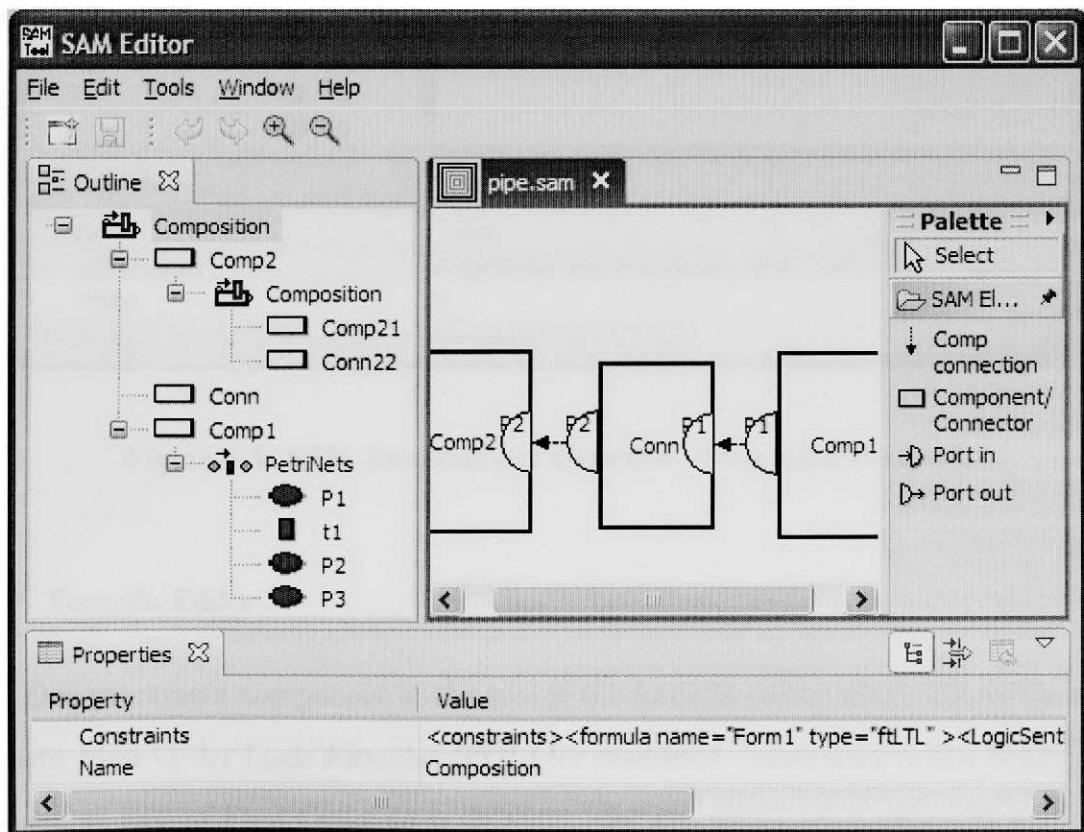 SAM Tool SAM Editor
File Edit Tools Window Help
Outline
Composition
Comp2
Composition
Comp21
Conn22
Conn
Comp1
PetriNets
P1
t1
P2
P3
pipe.sam
Comp2
P2
P2
Conn
P1
P1
Comp1
Palette
Select
SAM El...
Comp
connection
Component/
Connector
Port in
Port out
Properties
Property Value
Constraints <constraints><formula name="Form1" type="ftLTL" ><LogicSent
Name Composition